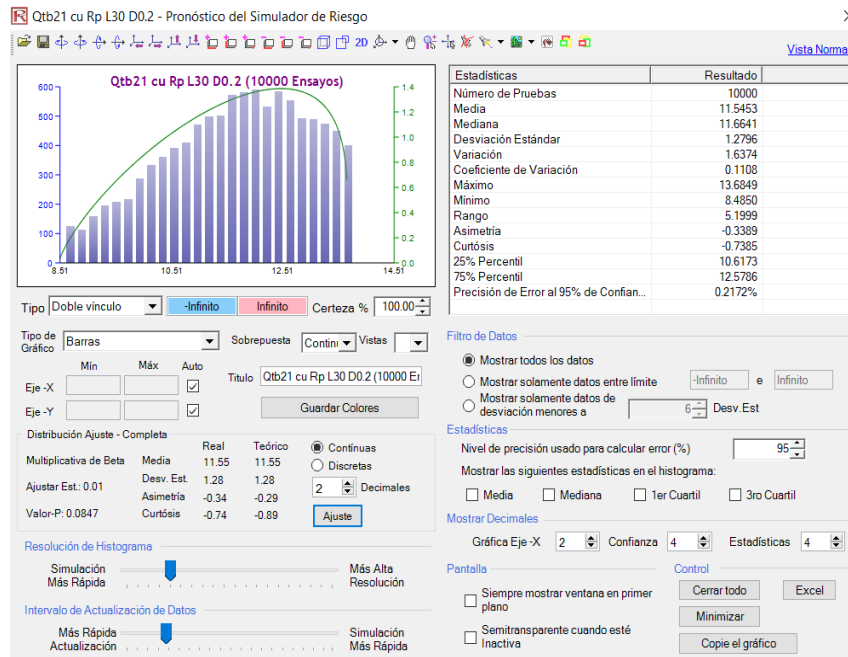 Qtb21 cu Rp L30 D0.2 - Pronóstico del Simulador de Riesgo
2D
Vista Norma
Qtb21 cu Rp L30 D0.2 (10000 Ensayos)
600
500
400
300
200
100
0
1.4
1.2
1.0
0.8
0.6
0.4
0.2
0.0
8.51 10.51 12.51 14.51
Tipo Doble vínculo -Infinito Infinito Certeza % 100.00
Tipo de Gráfico Barras Sobrepuesta Continu Vistas
Mín Máx Auto
Titulo Qtb21 cu Rp L30 D0.2 (10000 E
Eje -X
Eje -Y
Guardar Colores
Distribución Ajuste - Completa
Real Teórico
Multiplicativa de Beta Media 11.55 11.55
Desv. Est. 1.28 1.28
Ajustar Est.: 0.01
Asimetría -0.34 -0.29
Valor-P: 0.0847 Curtósis -0.74 -0.89
Contínuas
Discretas
2 Decimales
Ajuste
Resolución de Histograma
Simulación Más Rápida
Más Alta Resolución
Intervalo de Actualización de Datos
Más Rápida Actualización
Simulación Más Rápida
Estadísticas Resultado
Número de Pruebas 10000
Media 11.5453
Mediana 11.6641
Desviación Estándar 1.2796
Variación 1.6374
Coeficiente de Variación 0.1108
Máximo 13.6849
Mínimo 8.4850
Rango 5.1999
Asimetría -0.3389
Curtósis -0.7385
25% Percentil 10.6173
75% Percentil 12.5786
Precisión de Error al 95% de Confian... 0.2172%
Filtro de Datos
Mostrar todos los datos
Mostrar solamente datos entre límite -Infinito e Infinito
Mostrar solamente datos de desviación menores a 6 Desv.Est
Estadísticas
Nivel de precisión usado para calcular error (%) 95
Mostrar las siguientes estadísticas en el histograma:
Media Mediana 1er Cuartil 3ro Cuartil
Mostrar Decimales
Gráfica Eje -X 2 Confianza 4 Estadísticas 4
Pantalla
Siempre mostrar ventana en primer plano
Semitransparente cuando esté Inactiva
Control
Cerrar todo Excel
Minimizar
Copie el gráfico